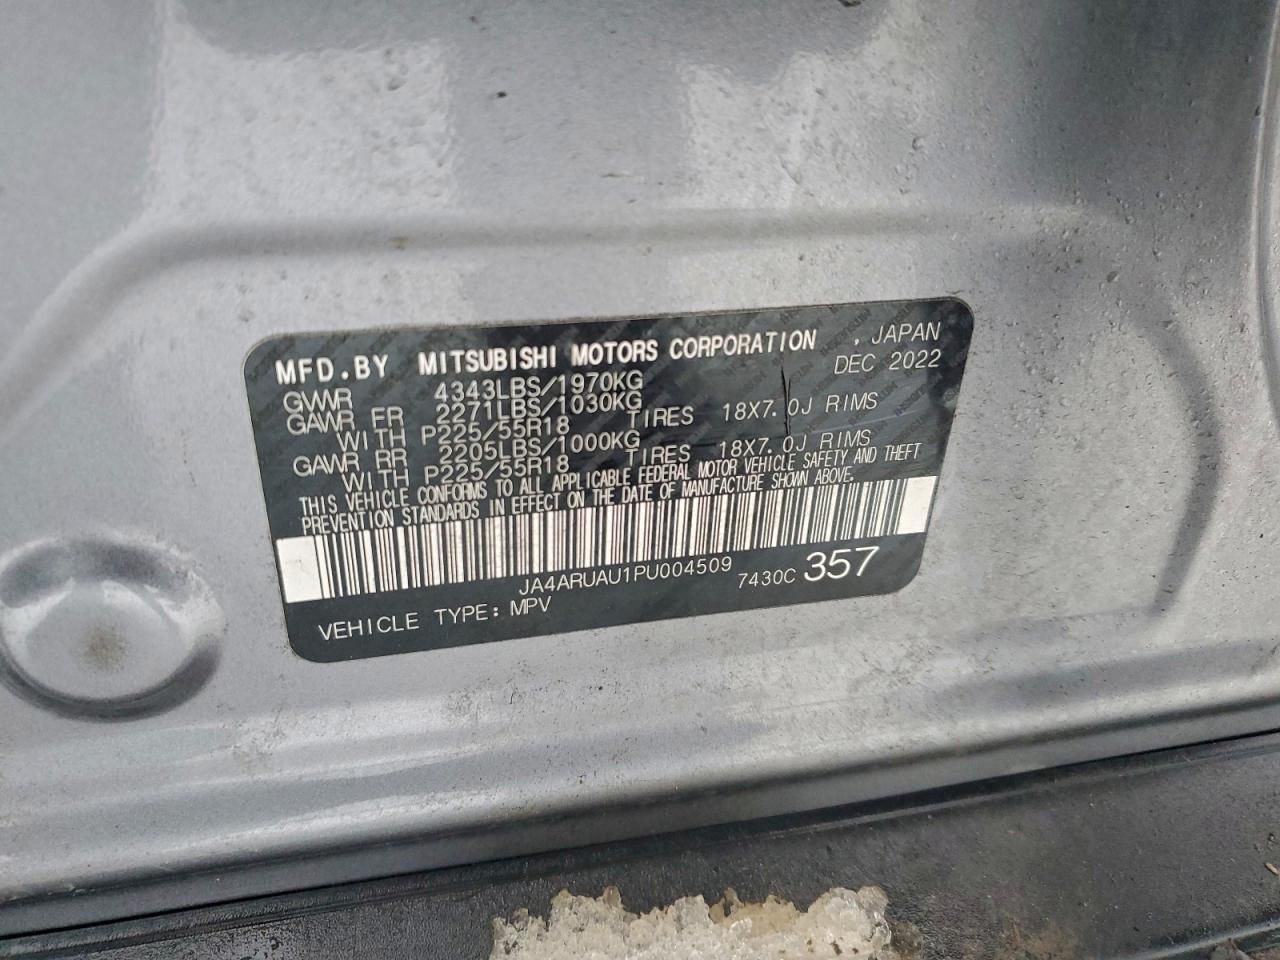 MFD.BY MITSUBISHI MOTORS CORPORATION , JAPAN
DEC 2022
GVWR 4343LBS/1970KG
GAWR FR 2271LBS/1030KG
WITH P225/55R18 TIRES 18X7.0J RIMS
GAWR RR 2205LBS/1000KG
WITH P225/55R18 TIRES 18X7.0J RIMS
THIS VEHICLE CONFORMS TO ALL APPLICABLE FEDERAL MOTOR VEHICLE SAFETY AND THEFT
PREVENTION STANDARDS IN EFFECT ON THE DATE OF MANUFACTURE SHOWN ABOVE.
JA4ARUAU1PU004509 7430C 357
VEHICLE TYPE: MPV